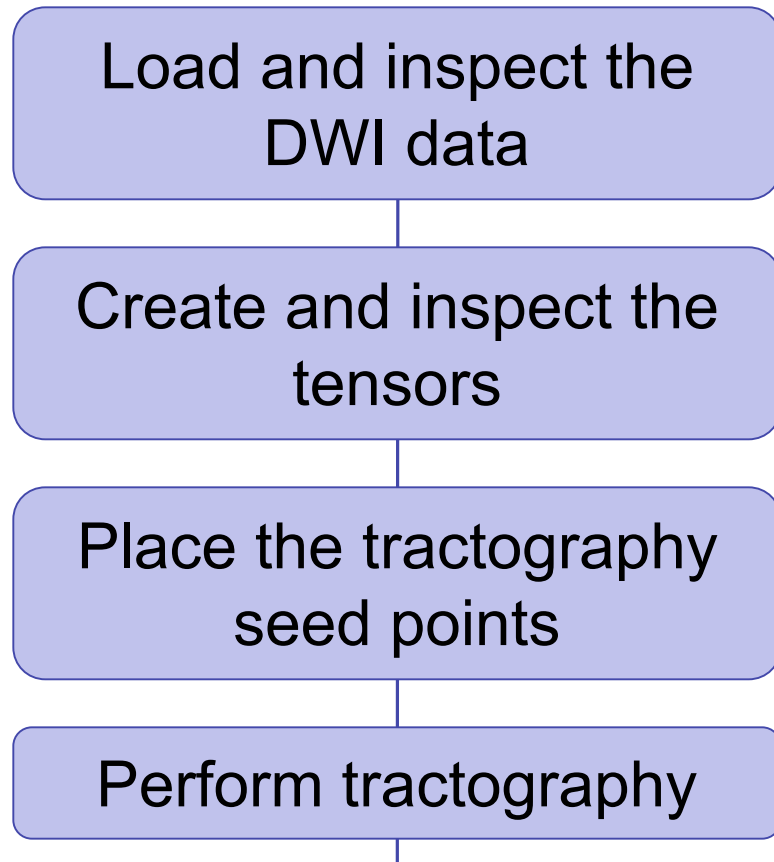 Load and inspect the
DWI data
Create and inspect the
tensors
Place the tractography
seed points
Perform tractography